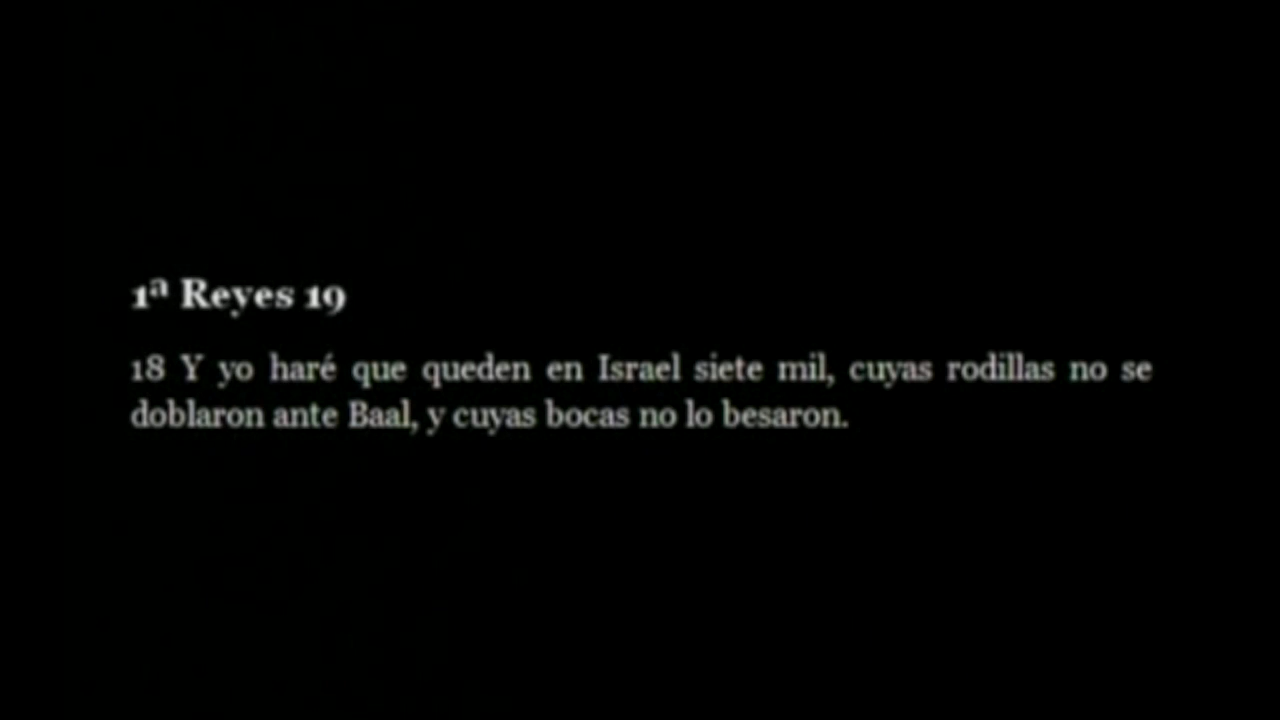 1ª Reyes 19
18 Y yo haré que queden en Israel siete mil, cuyas rodillas no se
doblaron ante Baal, y cuyas bocas no lo besaron.